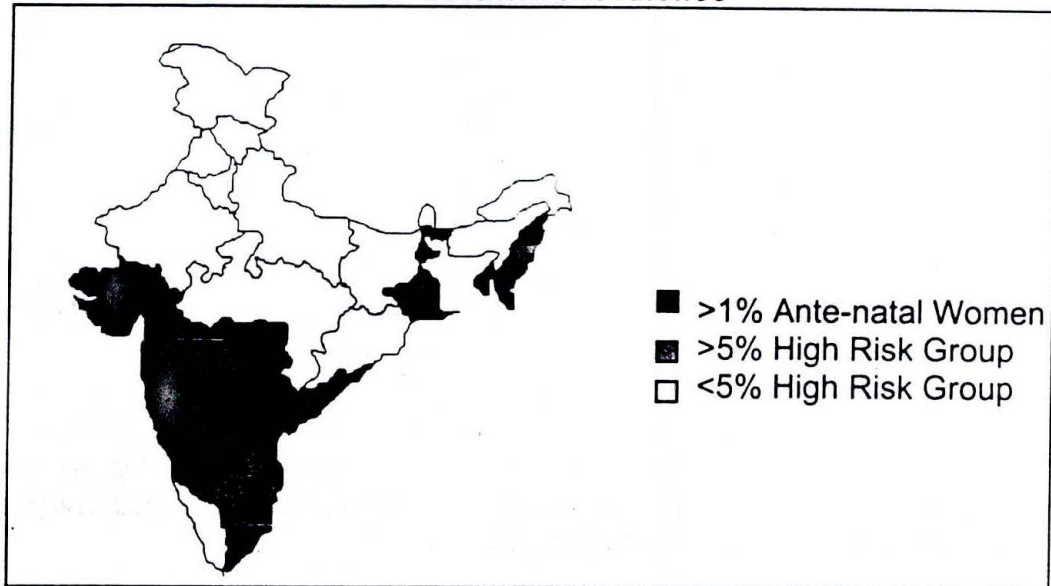 >1% Ante-natal Women
>5% High Risk Group
<5% High Risk Group